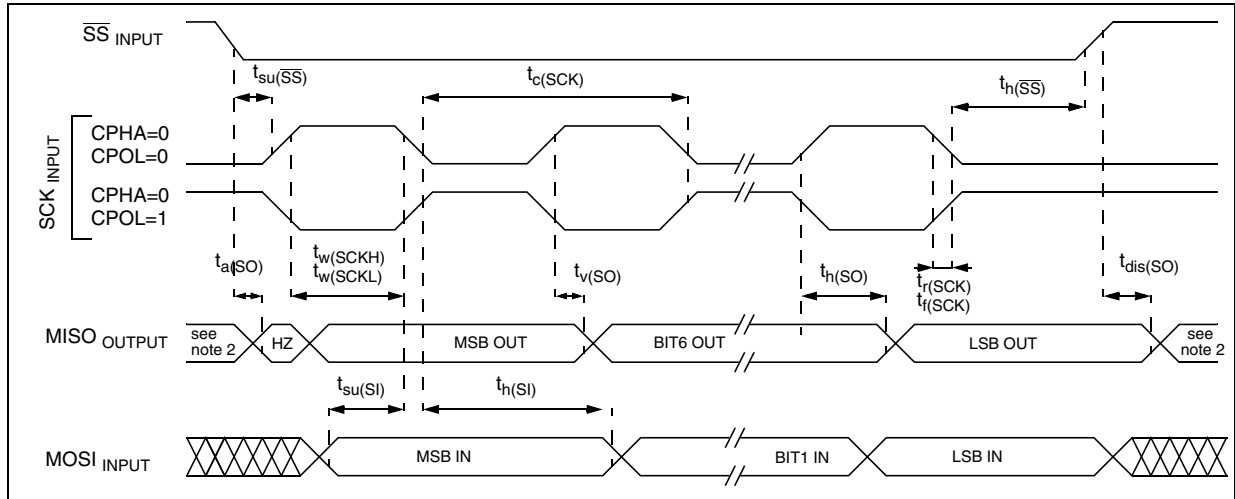 SS INPUT
tsu(SS)
tc(SCK)
th(SS)
SCK INPUT
CPHA=0
CPOL=0
CPHA=0
CPOL=1
ta(SO)
tw(SCKH)
tw(SCKL)
tv(SO)
th(SO)
tr(SCK)
tf(SCK)
tdis(SO)
MISO OUTPUT
see
note 2
HZ
MSB OUT
BIT6 OUT
LSB OUT
see
note 2
tsu(SI)
th(SI)
MOSI INPUT
MSB IN
BIT1 IN
LSB IN